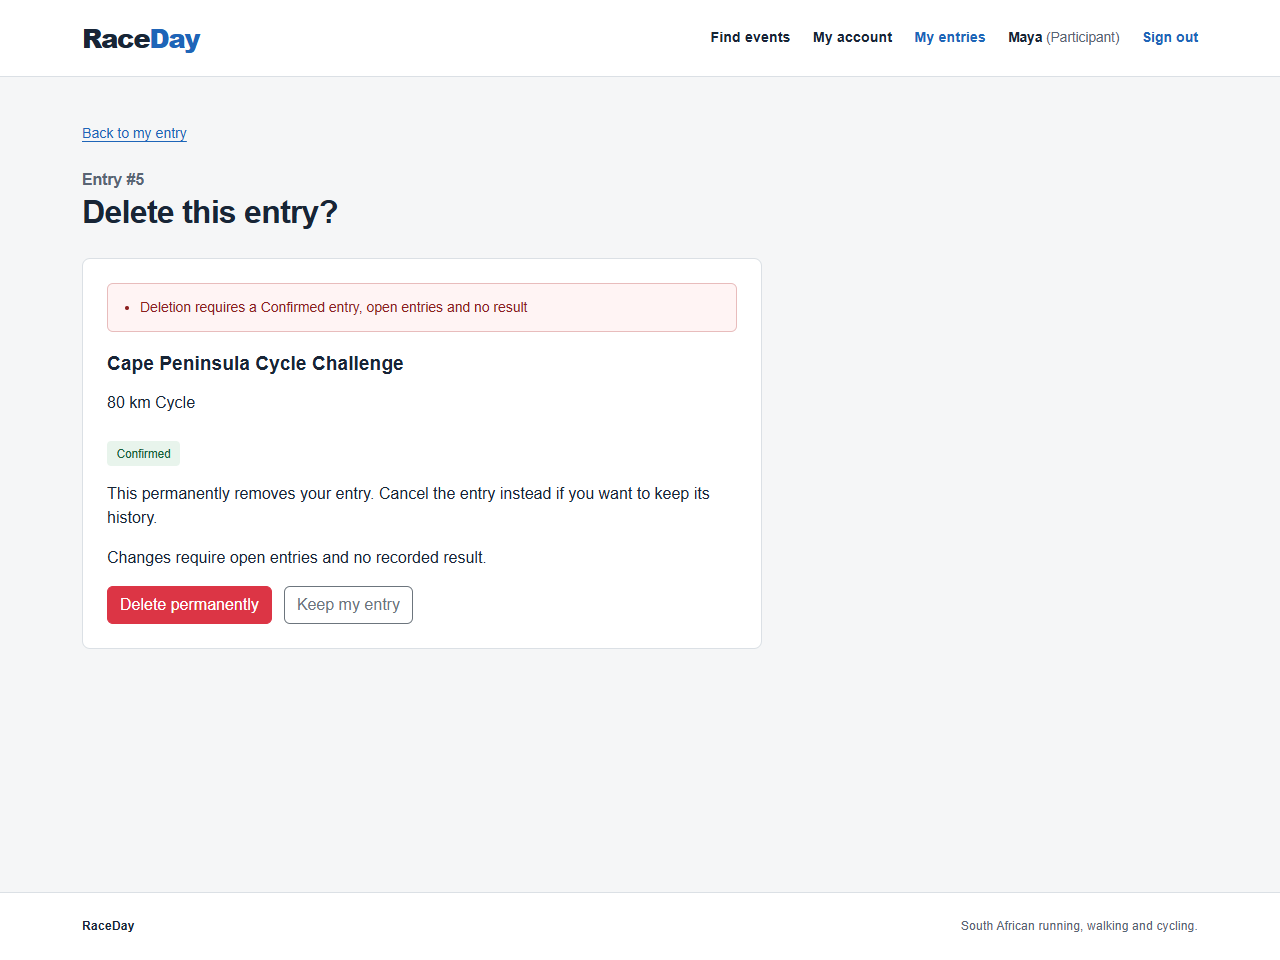 RaceDay
Find events
My account
My entries
Maya (Participant)
Sign out
Back to my entry
Entry #5
Delete this entry?
Deletion requires a Confirmed entry, open entries and no result
Cape Peninsula Cycle Challenge
80 km Cycle
Confirmed
This permanently removes your entry. Cancel the entry instead if you want to keep its
history.
Changes require open entries and no recorded result.
Delete permanently
Keep my entry
RaceDay
South African running, walking and cycling.